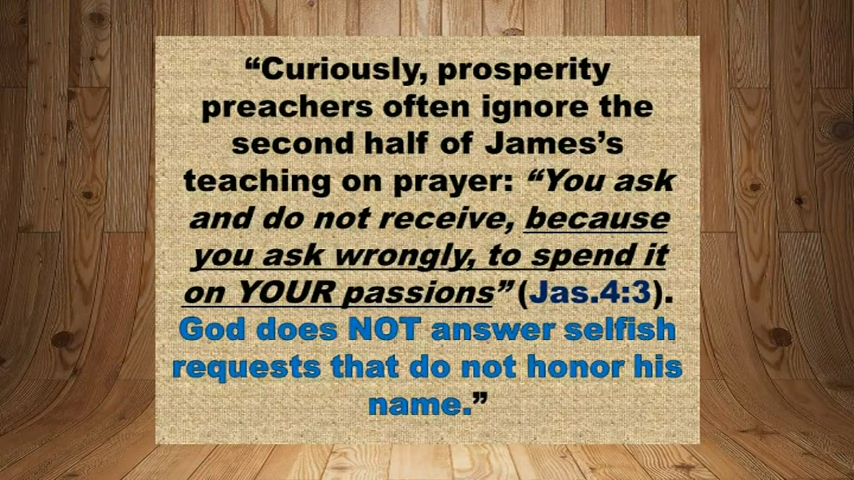 “Curiously, prosperity
preachers often ignore the
second half of James’s
teaching on prayer: “You ask
and do not receive, because
you ask wrongly, to spend it
on YOUR passions” (Jas.4:3).
God does NOT answer selfish
requests that do not honor his
name.”